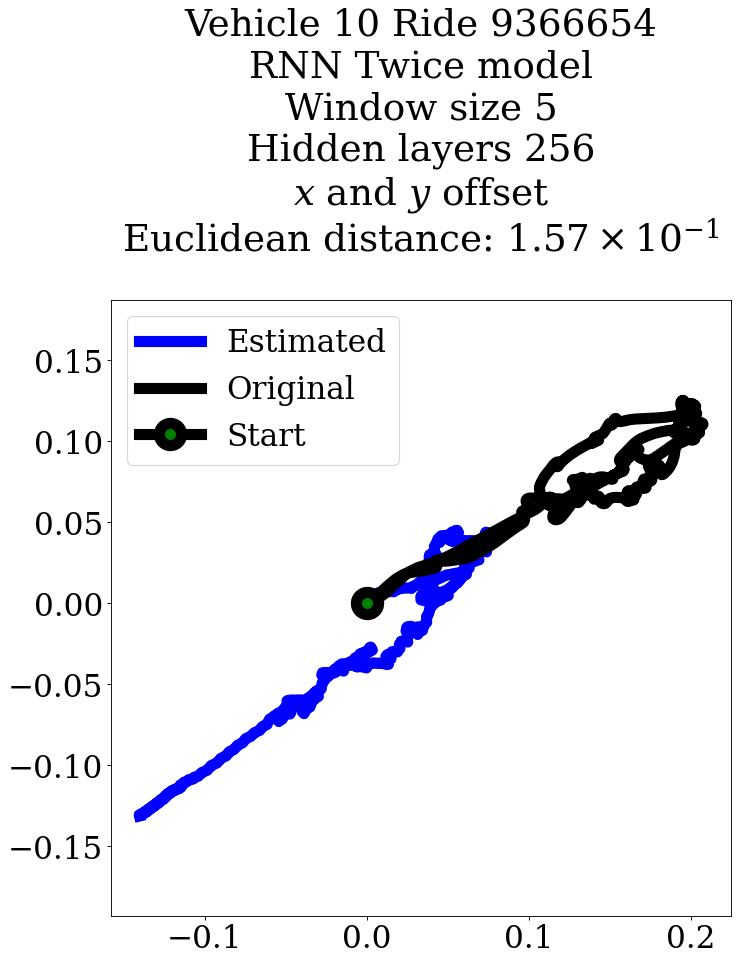 Vehicle 10 Ride 9366654
RNN Twice model
Window size 5
Hidden layers 256
x and y offset
Euclidean distance: 1.57 × 10⁻¹
Estimated
Original
Start
0.15
0.10
0.05
0.00
−0.05
−0.10
−0.15
−0.1 0.0 0.1 0.2